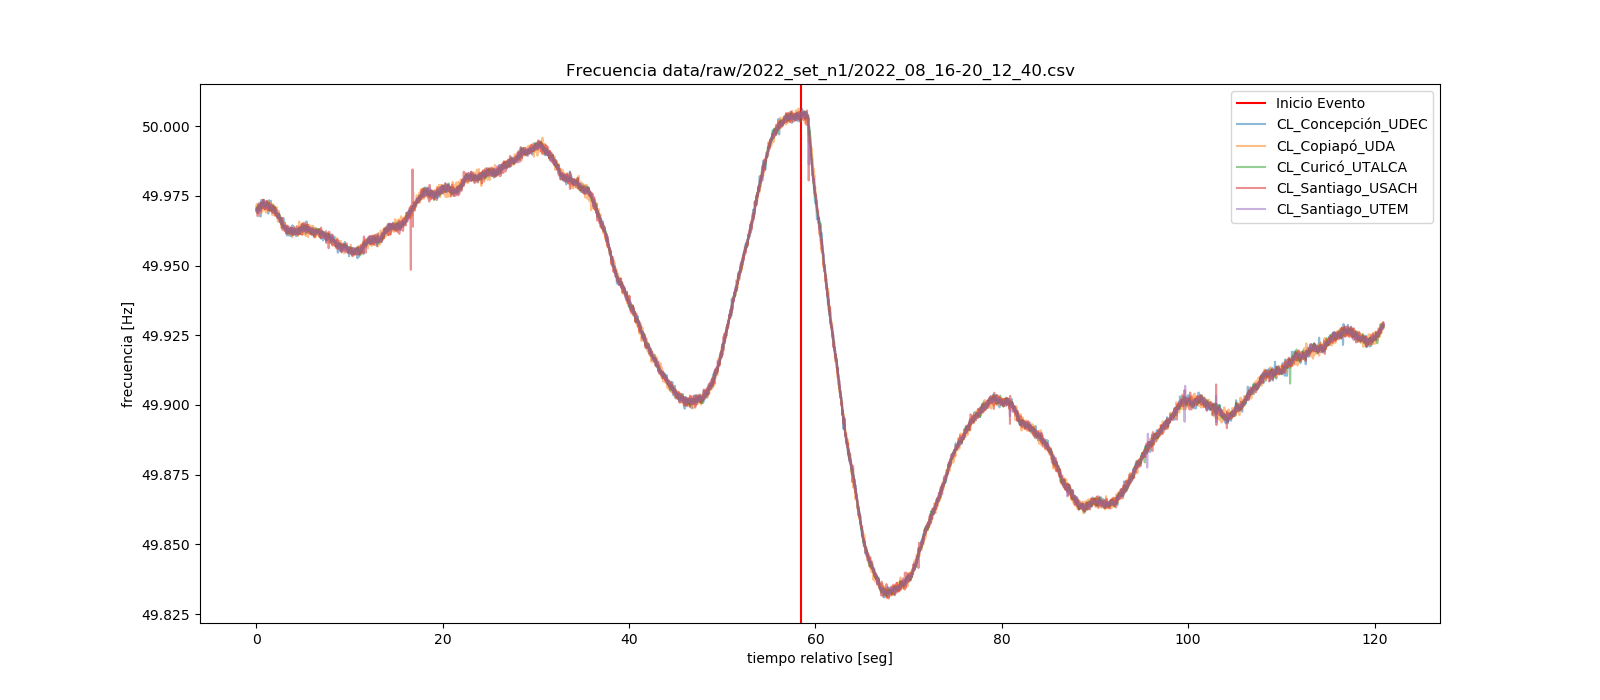 Frecuencia data/raw/2022_set_n1/2022_08_16-20_12_40.csv
Inicio Evento
CL_Concepción_UDEC
CL_Copiapó_UDA
CL_Curicó_UTALCA
CL_Santiago_USACH
CL_Santiago_UTEM
frecuencia [Hz]
50.000
49.975
49.950
49.925
49.900
49.875
49.850
49.825
0 20 40 60 80 100 120
tiempo relativo [seg]